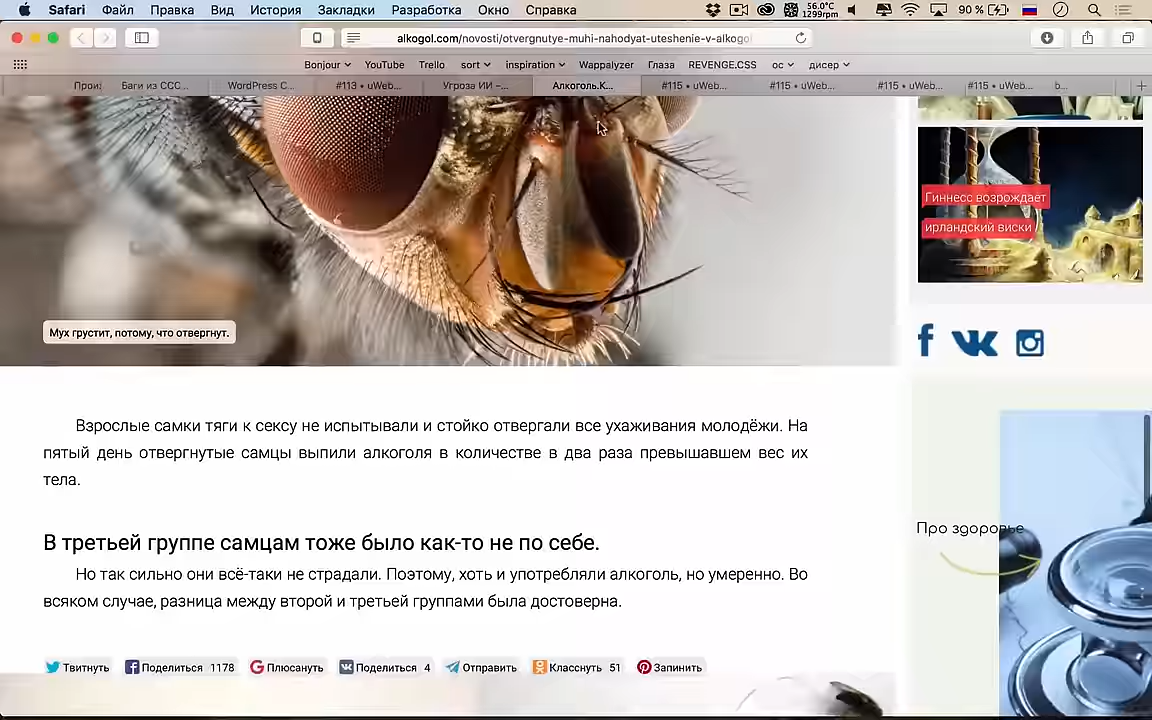 Safari Файл Правка Вид История Закладки Разработка Окно Справка 56.0°C 1299rpm 90 %
alkogol.com/novosti/otvergnutye-muhi-nahodyat-uteshenie-v-alkogol
Bonjour YouTube Trello sort inspiration Wappalyzer Глаза REVENGE.CSS ос дисер
Баги из ССС... WordPress C... #113 • uWeb... Угроза ИИ –... Алкоголь.К... #115 • uWeb... #115 • uWeb... #115 • uWeb... #115 • uWeb... b...
Гиннесс возрождает
ирландский виски
Мух грустит, потому, что отвергнут.
Взрослые самки тяги к сексу не испытывали и стойко отвергали все ухаживания молодёжи. На
пятый день отвергнутые самцы выпили алкоголя в количестве в два раза превышавшем вес их
тела.
Про здоровье
В третьей группе самцам тоже было как-то не по себе.
Но так сильно они всё-таки не страдали. Поэтому, хоть и употребляли алкоголь, но умеренно. Во
всяком случае, разница между второй и третьей группами была достоверна.
Твитнуть Поделиться 1178 Плюсануть Поделиться 4 Отправить Класснуть 51 Запинить